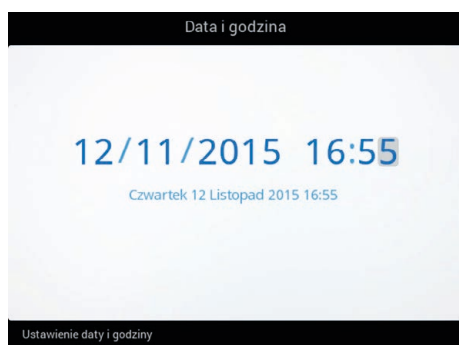 Data i godzina
12/11/2015 16:55
Czwartek 12 Listopad 2015 16:55
Ustawienie daty i godziny